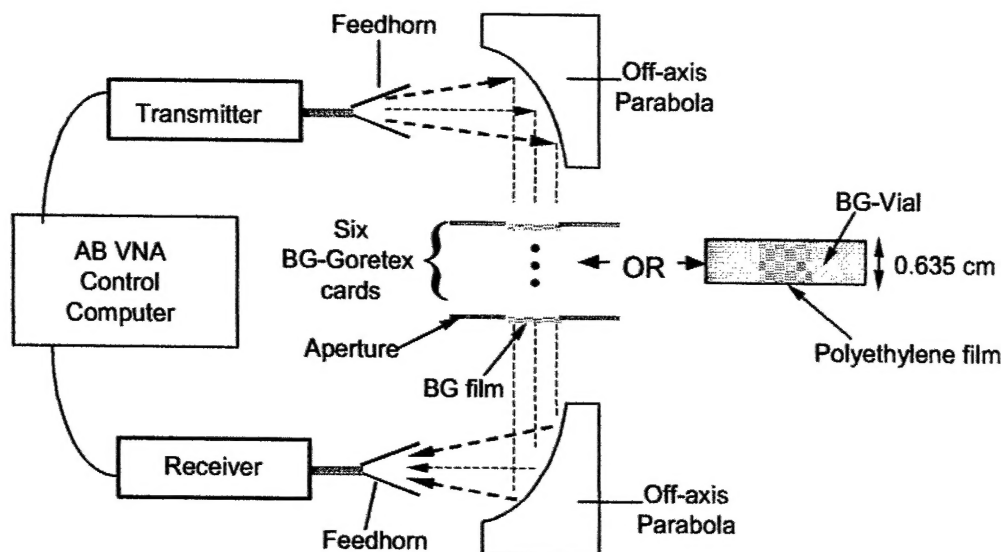 Feedhorn
Off-axis
Parabola
Transmitter
AB VNA
Control
Computer
Six
BG-Goretex
cards
OR
BG-Vial
0.635 cm
Polyethylene film
Aperture
BG film
Receiver
Feedhorn
Off-axis
Parabola